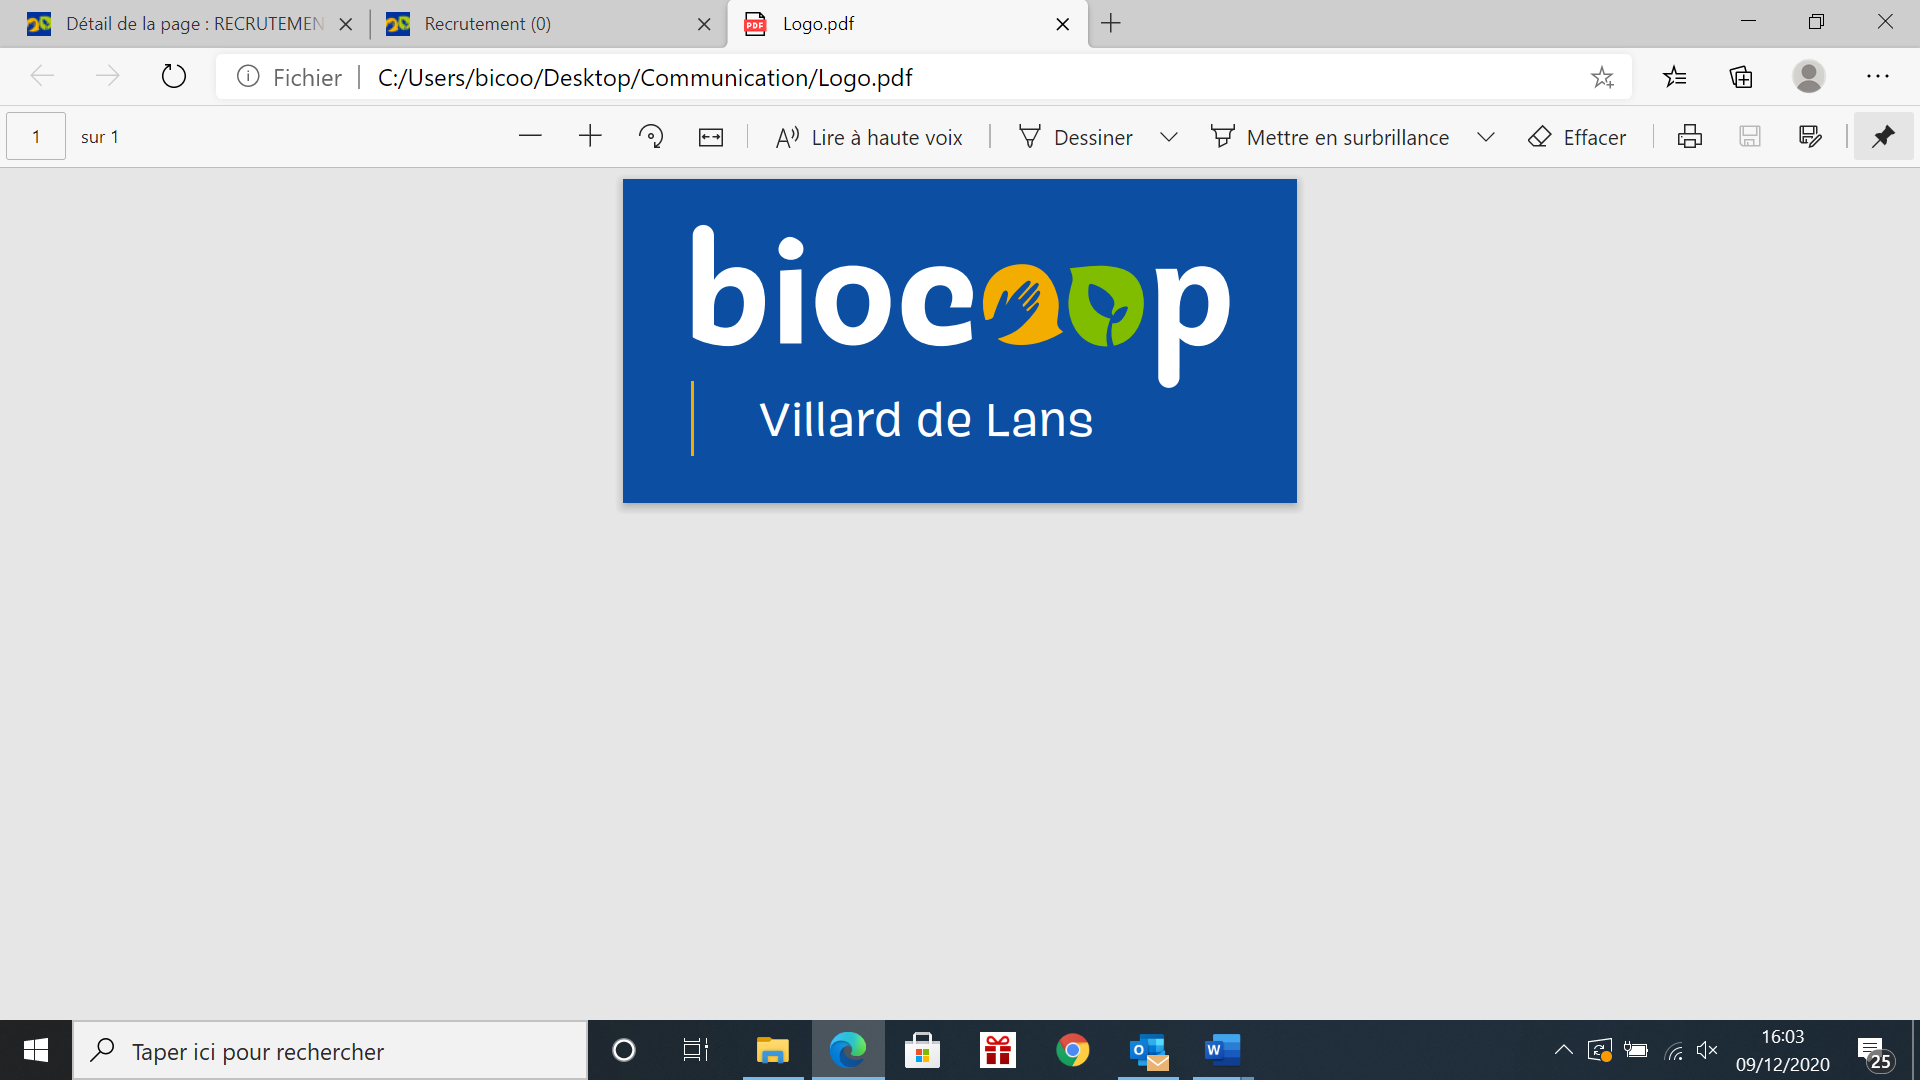 Détail de la page : RECRUTEMEN
Recrutement (0)
Logo.pdf
Fichier
C:/Users/bicoo/Desktop/Communication/Logo.pdf
1
sur 1
Lire à haute voix
Dessiner
Mettre en surbrillance
Effacer
biocoop
Villard de Lans
Taper ici pour rechercher
16:03
09/12/2020
25